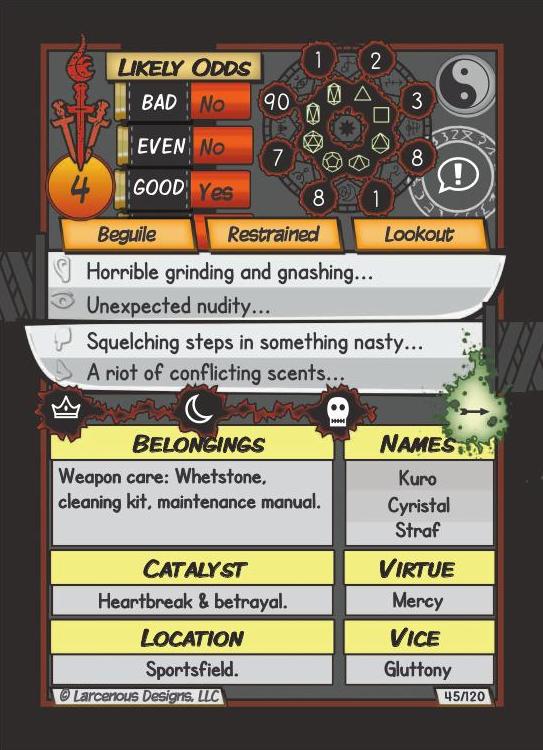 LIKELY ODDS
BAD No
EVEN No
GOOD Yes
4
1 2
90 3
7 8
8 1
!
Beguile Restrained Lookout
Horrible grinding and gnashing...
Unexpected nudity...
Squelching steps in something nasty...
A riot of conflicting scents...
BELONGINGS
Weapon care: Whetstone,
cleaning kit, maintenance manual.
NAMES
Kuro
Cyristal
Straf
CATALYST
Heartbreak & betrayal.
VIRTUE
Mercy
LOCATION
Sportsfield.
VICE
Gluttony
© Larcenous Designs, LLC
45/120